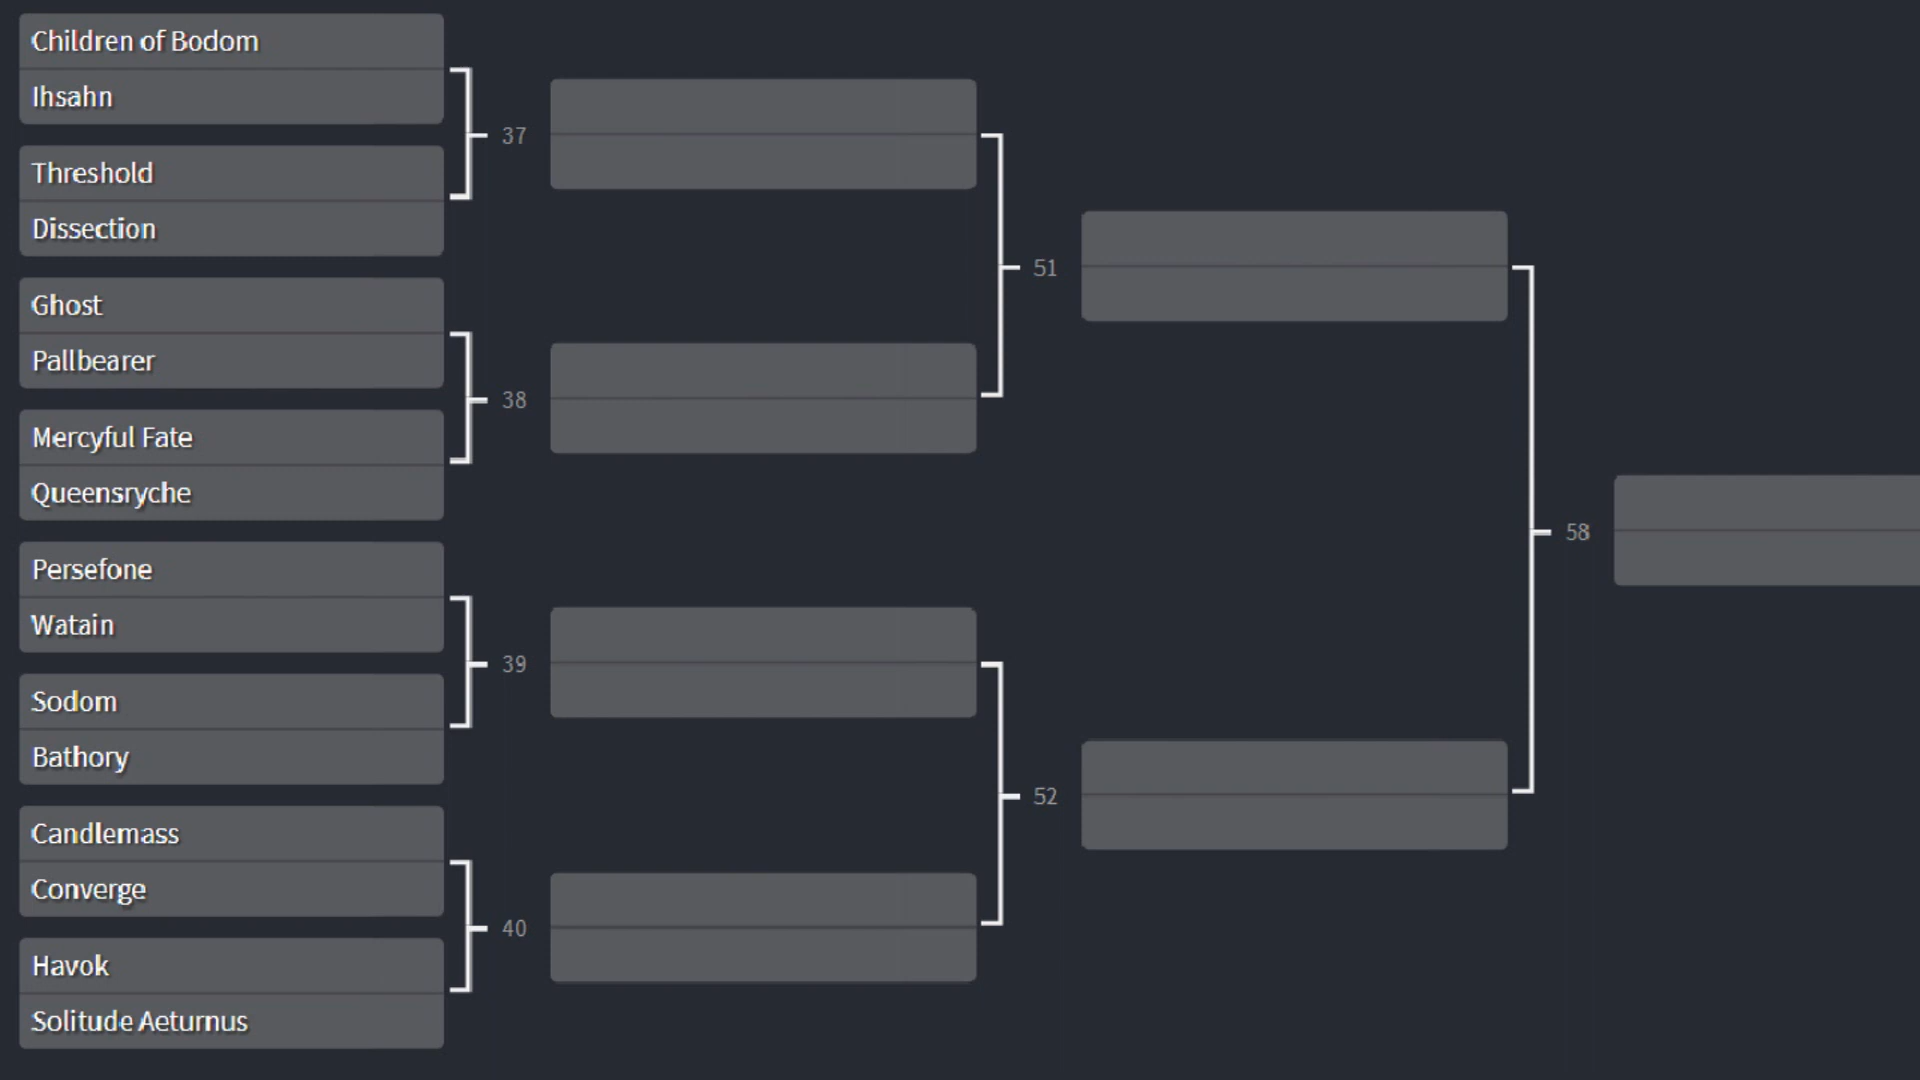 Children of Bodom
Ihsahn
37
Threshold
Dissection
51
Ghost
Pallbearer
38
Mercyful Fate
Queensryche
58
Persefone
Watain
39
Sodom
Bathory
52
Candlemass
Converge
40
Havok
Solitude Aeturnus